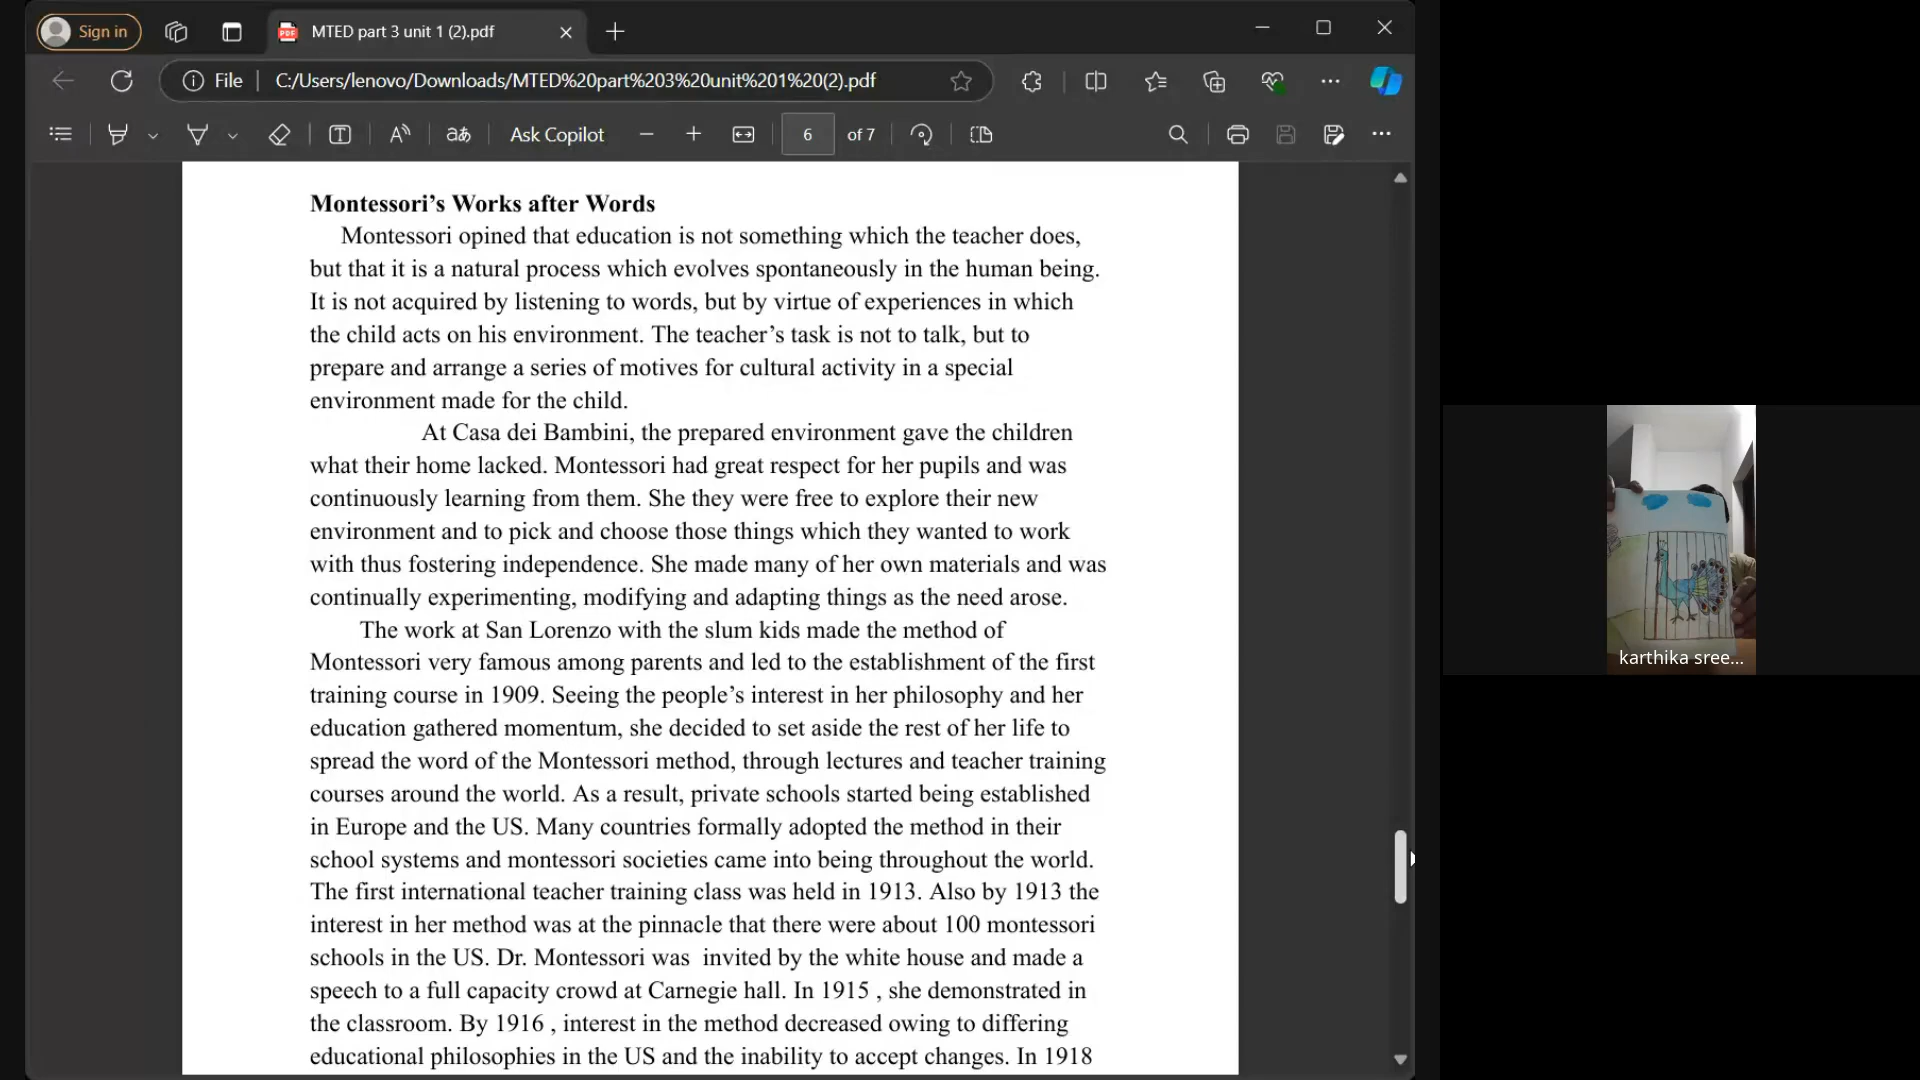 Sign in
MTED part 3 unit 1 (2).pdf
File
C:/Users/lenovo/Downloads/MTED%20part%203%20unit%201%20(2).pdf
Ask Copilot
6 of 7
Montessori’s Works after Words
Montessori opined that education is not something which the teacher does,
but that it is a natural process which evolves spontaneously in the human being.
It is not acquired by listening to words, but by virtue of experiences in which
the child acts on his environment. The teacher’s task is not to talk, but to
prepare and arrange a series of motives for cultural activity in a special
environment made for the child.
At Casa dei Bambini, the prepared environment gave the children
what their home lacked. Montessori had great respect for her pupils and was
continuously learning from them. She they were free to explore their new
environment and to pick and choose those things which they wanted to work
with thus fostering independence. She made many of her own materials and was
continually experimenting, modifying and adapting things as the need arose.
The work at San Lorenzo with the slum kids made the method of
Montessori very famous among parents and led to the establishment of the first
training course in 1909. Seeing the people’s interest in her philosophy and her
education gathered momentum, she decided to set aside the rest of her life to
spread the word of the Montessori method, through lectures and teacher training
courses around the world. As a result, private schools started being established
in Europe and the US. Many countries formally adopted the method in their
school systems and montessori societies came into being throughout the world.
The first international teacher training class was held in 1913. Also by 1913 the
interest in her method was at the pinnacle that there were about 100 montessori
schools in the US. Dr. Montessori was  invited by the white house and made a
speech to a full capacity crowd at Carnegie hall. In 1915 , she demonstrated in
the classroom. By 1916 , interest in the method decreased owing to differing
educational philosophies in the US and the inability to accept changes. In 1918
karthika sree...